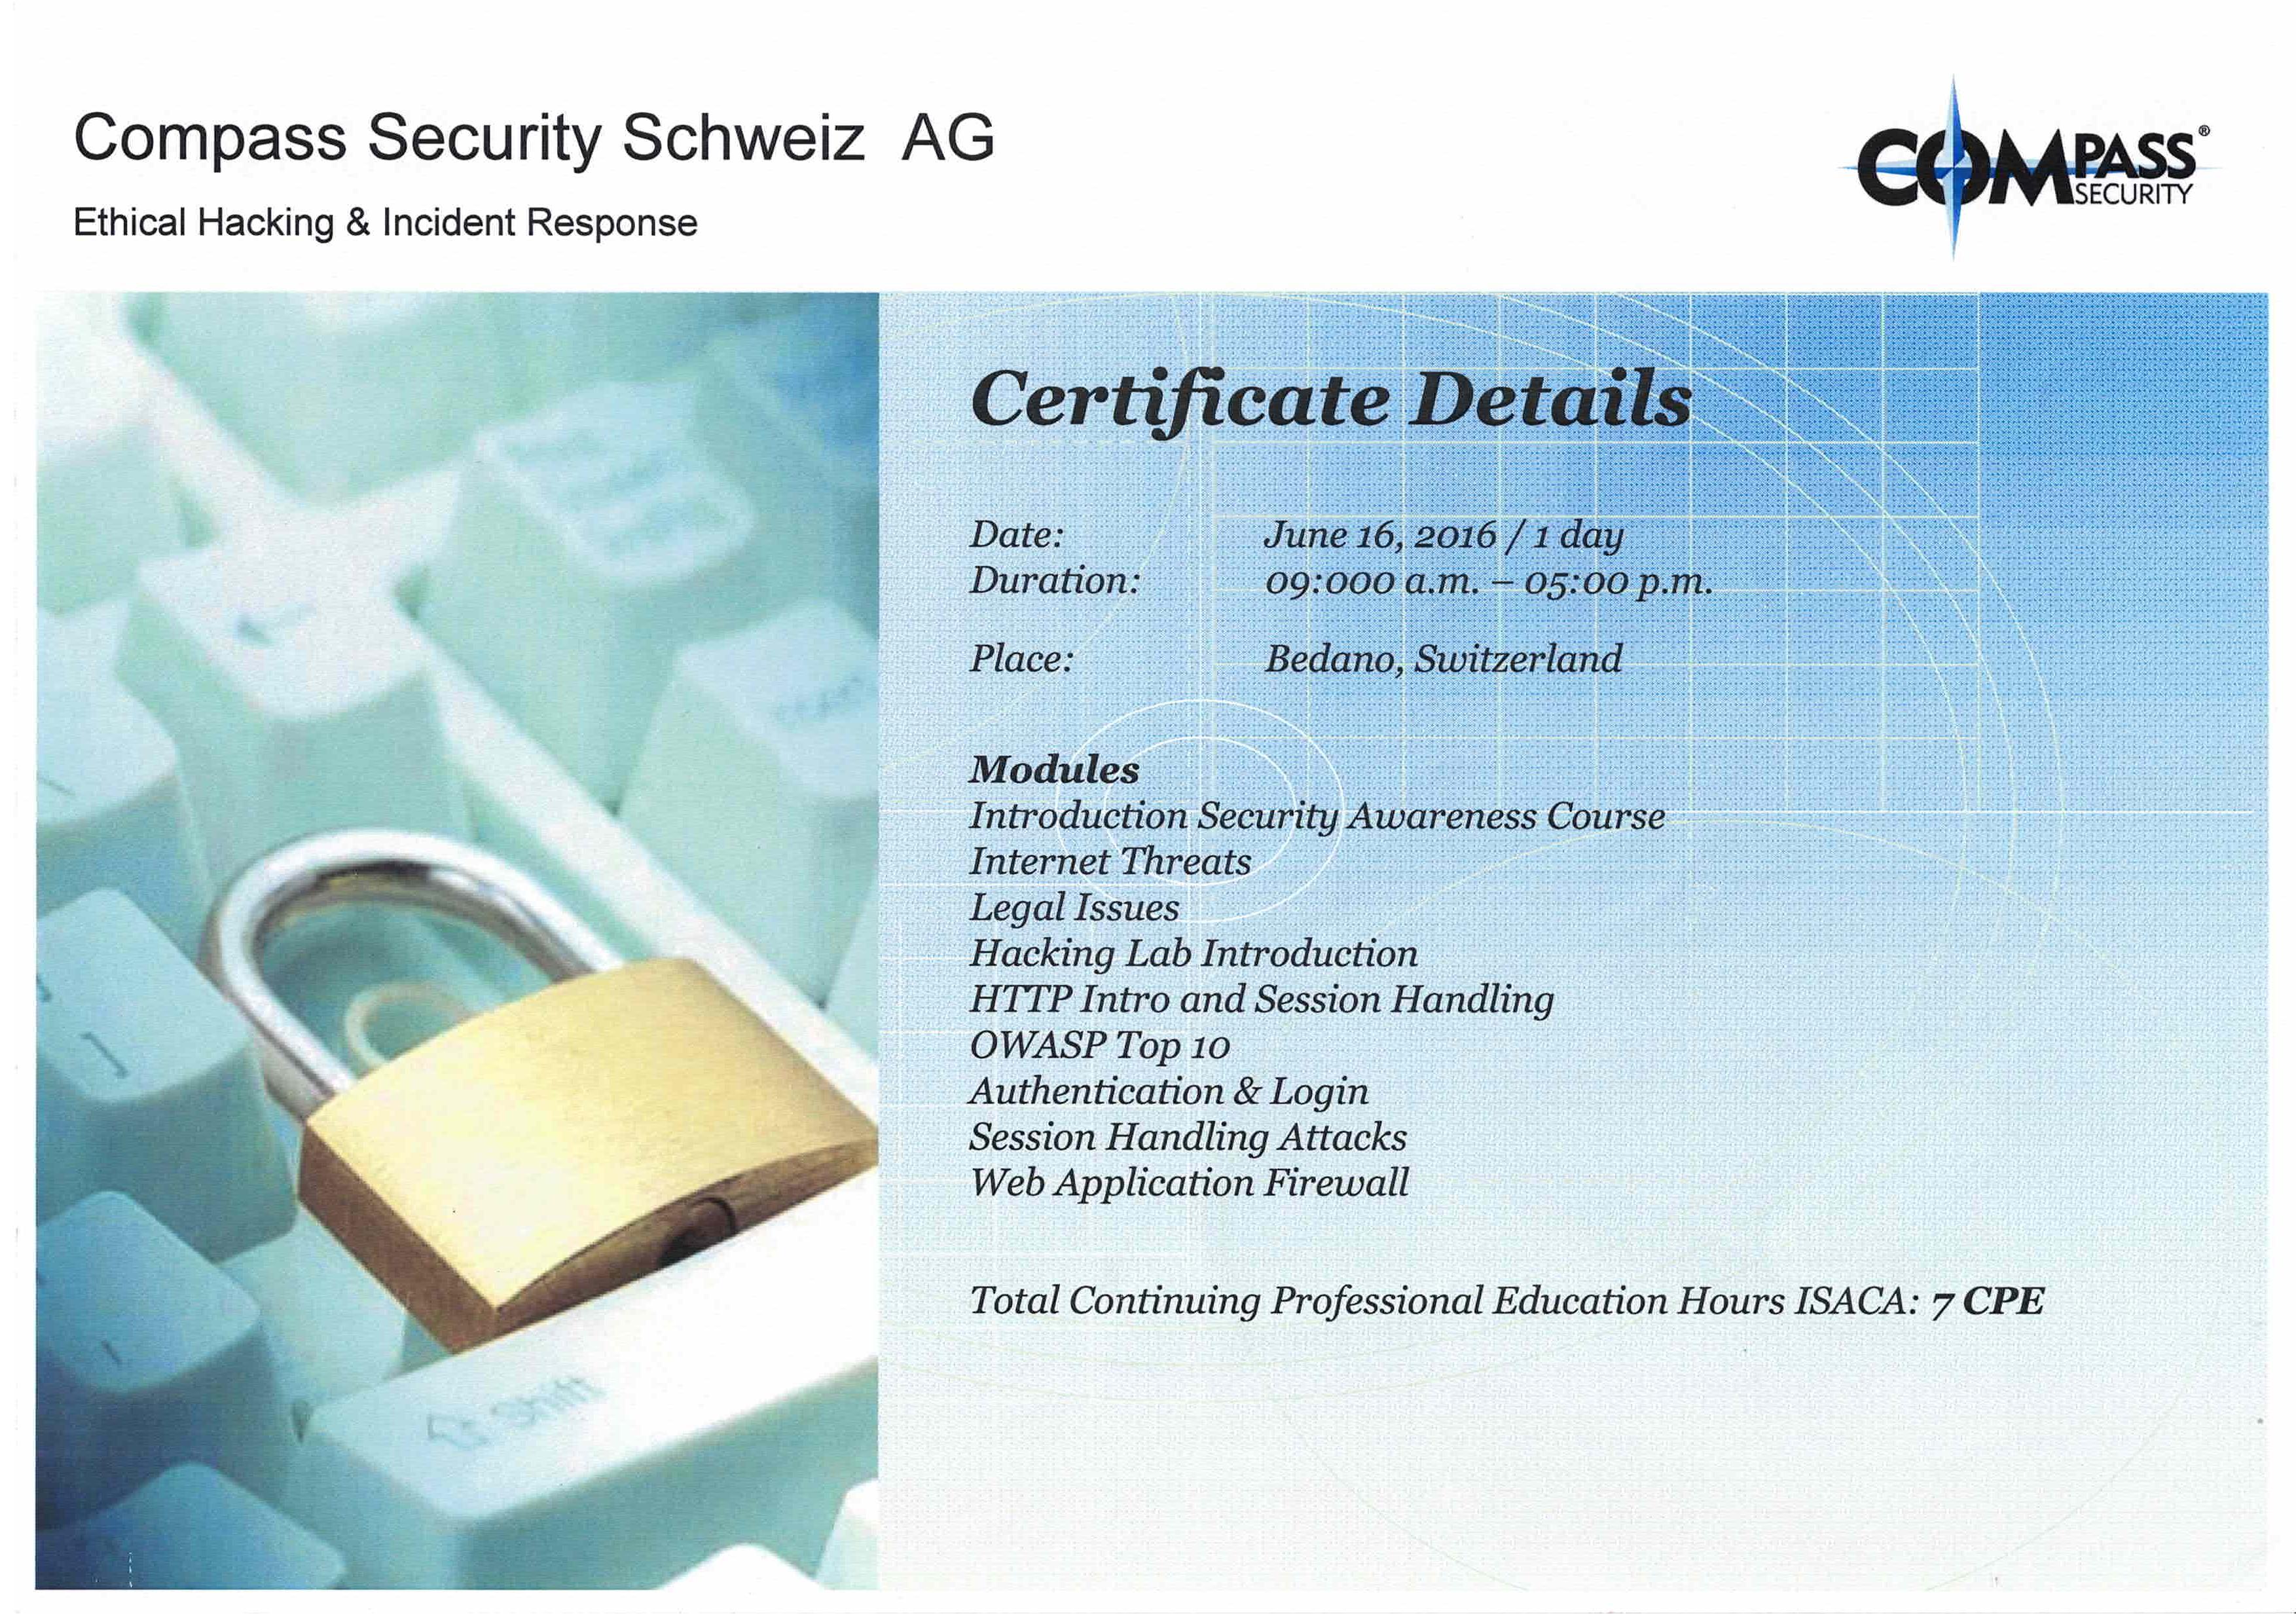 Compass Security Schweiz AG
Ethical Hacking & Incident Response
COMPASS®
SECURITY
Certificate Details
Date: June 16, 2016 / 1 day
Duration: 09:000 a.m. – 05:00 p.m.
Place: Bedano, Switzerland
Modules
Introduction Security Awareness Course
Internet Threats
Legal Issues
Hacking Lab Introduction
HTTP Intro and Session Handling
OWASP Top 10
Authentication & Login
Session Handling Attacks
Web Application Firewall
Total Continuing Professional Education Hours ISACA: 7 CPE
Shift